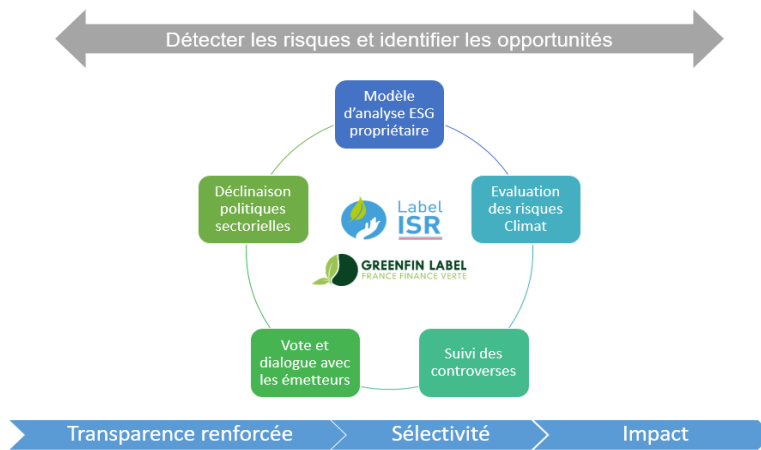 Détecter les risques et identifier les opportunités
Modèle
d'analyse ESG
propriétaire
Déclinaison
politiques
sectorielles
Evaluation
des risques
Climat
Label
ISR
GREENFIN LABEL
FRANCE FINANCE VERTE
Vote et
dialogue avec
les émetteurs
Suivi des
controverses
Transparence renforcée
Sélectivité
Impact